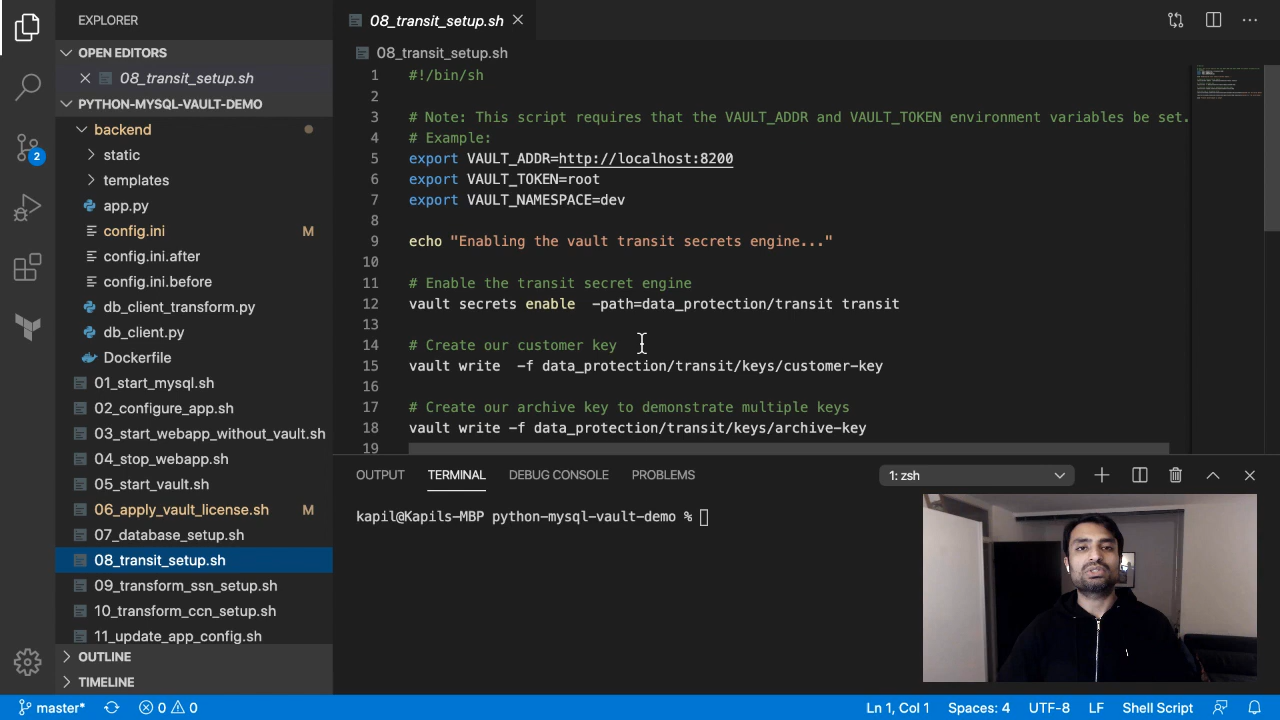 EXPLORER
OPEN EDITORS
08_transit_setup.sh
PYTHON-MYSQL-VAULT-DEMO
backend
static
templates
app.py
config.ini M
config.ini.after
config.ini.before
db_client_transform.py
db_client.py
Dockerfile
01_start_mysql.sh
02_configure_app.sh
03_start_webapp_without_vault.sh
04_stop_webapp.sh
05_start_vault.sh
06_apply_vault_license.sh M
07_database_setup.sh
08_transit_setup.sh
09_transform_ssn_setup.sh
10_transform_ccn_setup.sh
11_update_app_config.sh
OUTLINE
TIMELINE
2
08_transit_setup.sh
08_transit_setup.sh
1 #!/bin/sh
2
3 # Note: This script requires that the VAULT_ADDR and VAULT_TOKEN environment variables be set.
4 # Example:
5 export VAULT_ADDR=http://localhost:8200
6 export VAULT_TOKEN=root
7 export VAULT_NAMESPACE=dev
8
9 echo "Enabling the vault transit secrets engine..."
10
11 # Enable the transit secret engine
12 vault secrets enable  -path=data_protection/transit transit
13
14 # Create our customer key
15 vault write  -f data_protection/transit/keys/customer-key
16
17 # Create our archive key to demonstrate multiple keys
18 vault write -f data_protection/transit/keys/archive-key
19
OUTPUT TERMINAL DEBUG CONSOLE PROBLEMS 1: zsh
kapil@Kapils-MBP python-mysql-vault-demo %
master* 0 0 Ln 1, Col 1 Spaces: 4 UTF-8 LF Shell Script